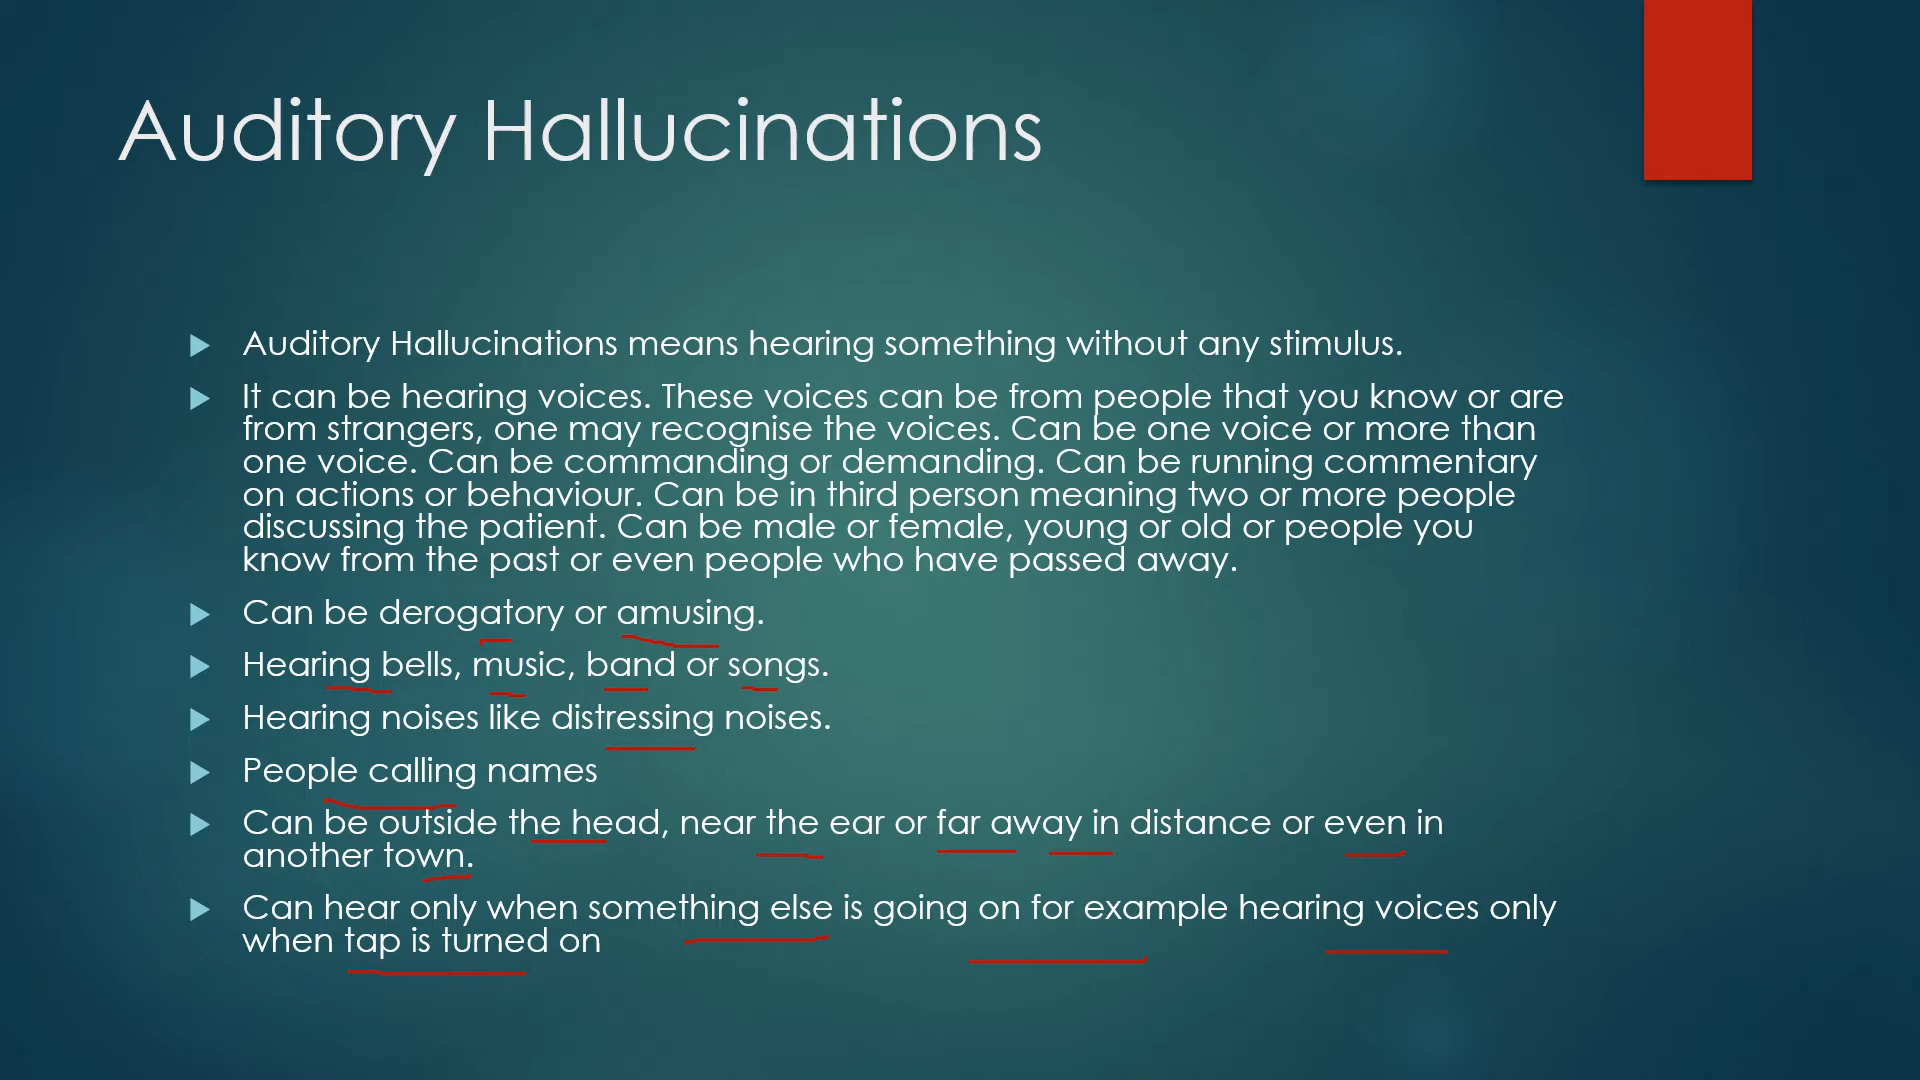 Auditory Hallucinations
Auditory Hallucinations means hearing something without any stimulus.
It can be hearing voices. These voices can be from people that you know or are
from strangers, one may recognise the voices. Can be one voice or more than
one voice. Can be commanding or demanding. Can be running commentary
on actions or behaviour. Can be in third person meaning two or more people
discussing the patient. Can be male or female, young or old or people you
know from the past or even people who have passed away.
Can be derogatory or amusing.
Hearing bells, music, band or songs.
Hearing noises like distressing noises.
People calling names
Can be outside the head, near the ear or far away in distance or even in
another town.
Can hear only when something else is going on for example hearing voices only
when tap is turned on